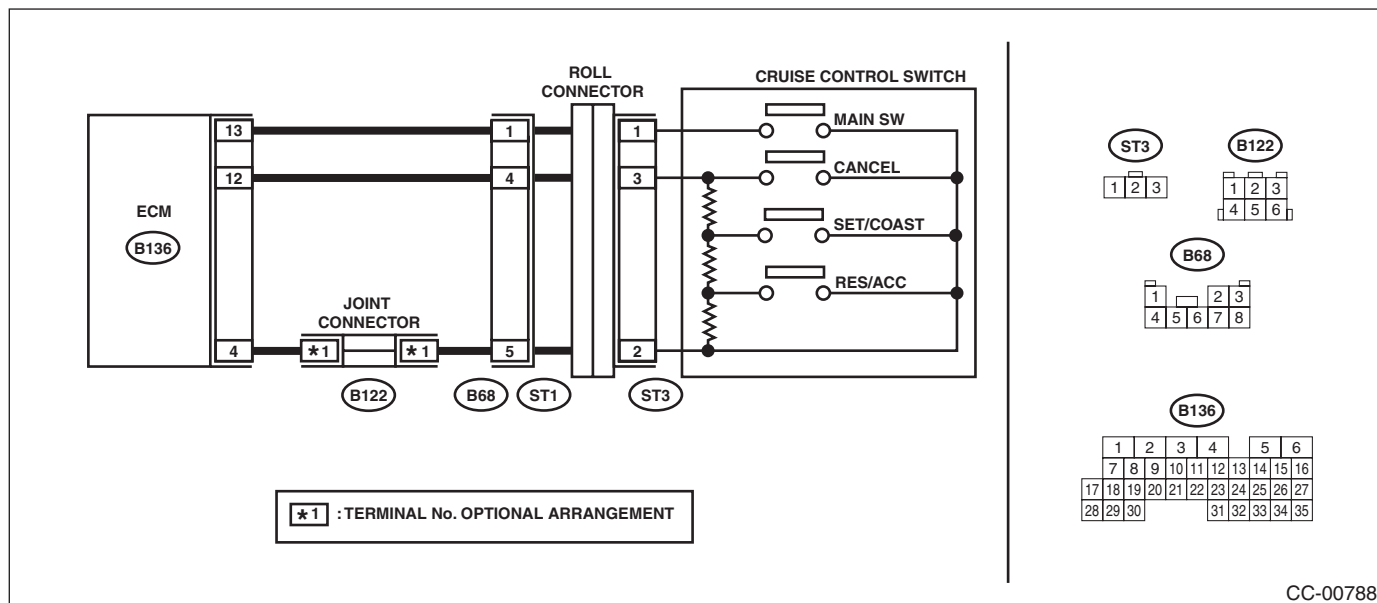 ROLL
CONNECTOR
CRUISE CONTROL SWITCH
13
1
1
MAIN SW
12
4
3
CANCEL
ECM
B136
SET/COAST
RES/ACC
JOINT
CONNECTOR
4
*1
*1
5
2
B122
B68
ST1
ST3
*1 : TERMINAL No. OPTIONAL ARRANGEMENT
ST3
1 2 3
B122
1 2 3
4 5 6
B68
1 2 3
4 5 6 7 8
B136
1 2 3 4 5 6
7 8 9 10 11 12 13 14 15 16
17 18 19 20 21 22 23 24 25 26 27
28 29 30 31 32 33 34 35
CC-00788